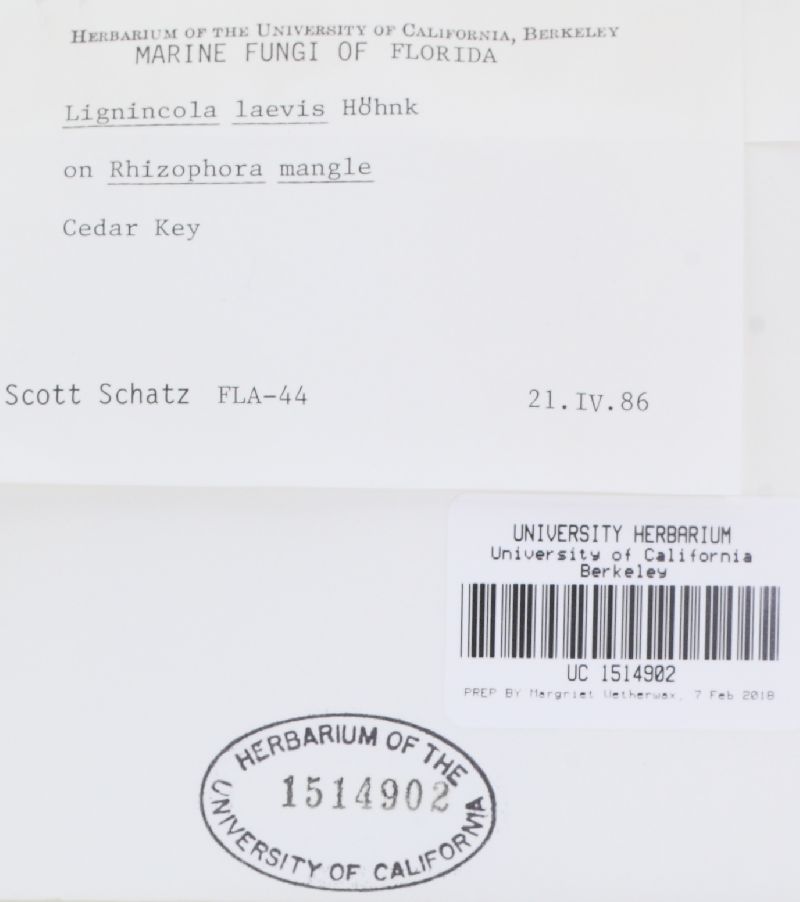 HERBARIUM OF THE UNIVERSITY OF CALIFORNIA, BERKELEY
MARINE FUNGI OF FLORIDA
Lignincola laevis Höhnk
on Rhizophora mangle
Cedar Key
Scott Schatz FLA-44 21.IV.86
UNIVERSITY HERBARIUM
University of California
Berkeley
UC 1514902
PREP BY Margriet Wetherwax, 7 Feb 2018
HERBARIUM OF THE
1514902
UNIVERSITY OF CALIFORNIA